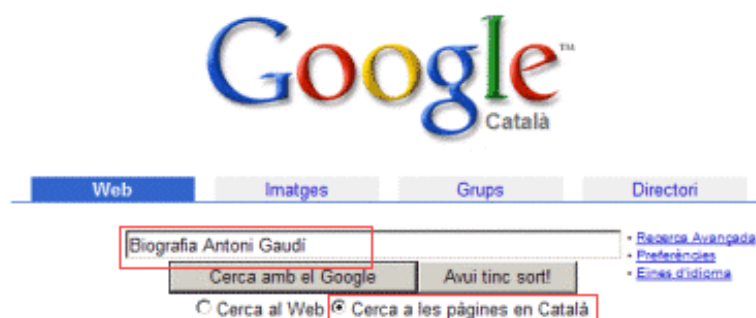 Google™
Català
Web Imatges Grups Directori
Biografia Antoni Gaudí
· Recerca Avançada
· Preferències
· Eines d'idioma
Cerca amb el Google Avui tinc sort!
Cerca al Web Cerca a les pàgines en Català